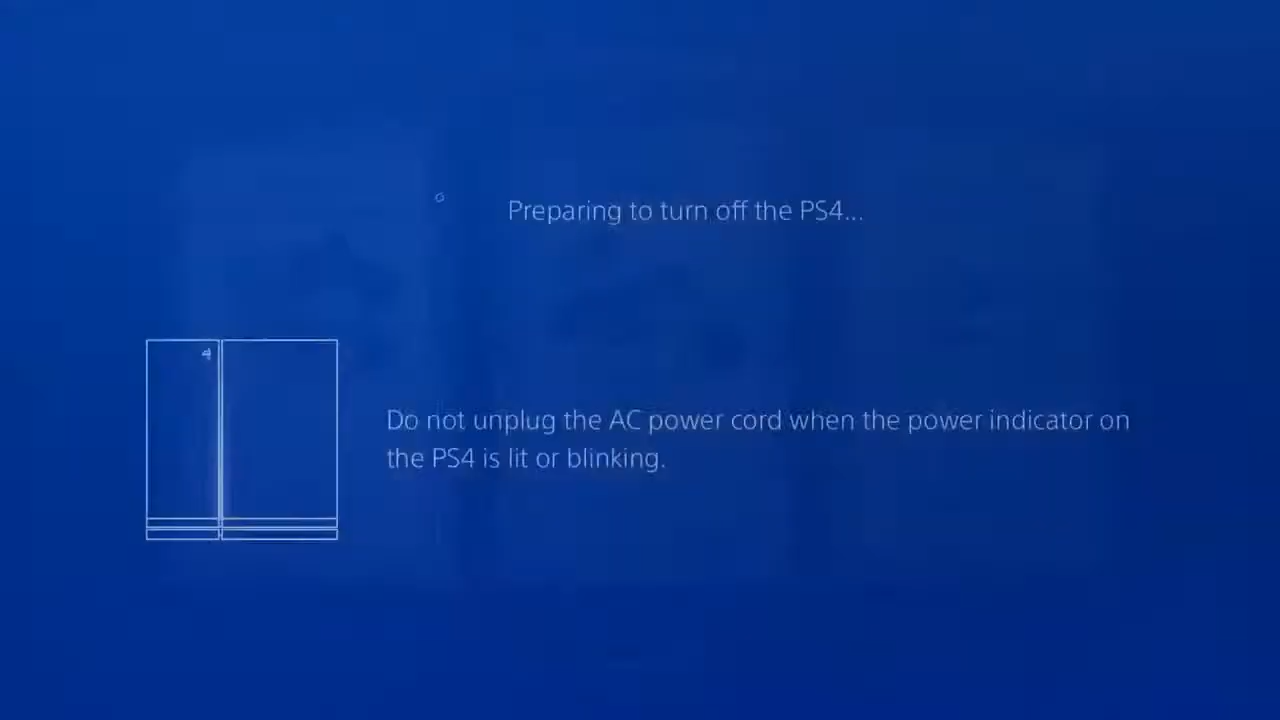 Preparing to turn off the PS4...
Do not unplug the AC power cord when the power indicator on
the PS4 is lit or blinking.